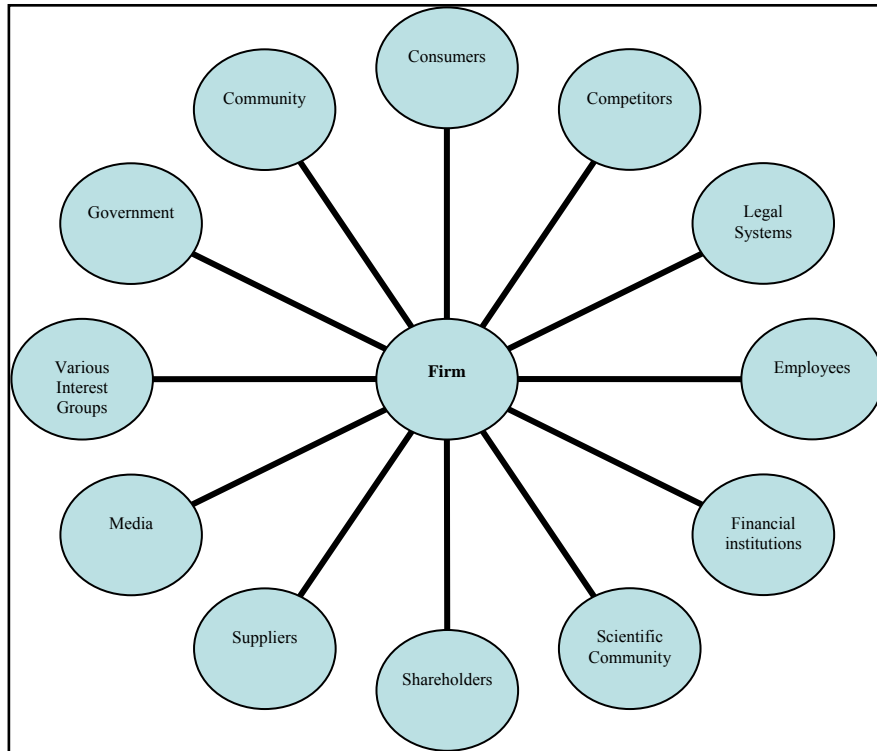 Consumers
Community
Competitors
Government
Legal
Systems
Various
Interest
Groups
Firm
Employees
Media
Financial
institutions
Suppliers
Scientific
Community
Shareholders